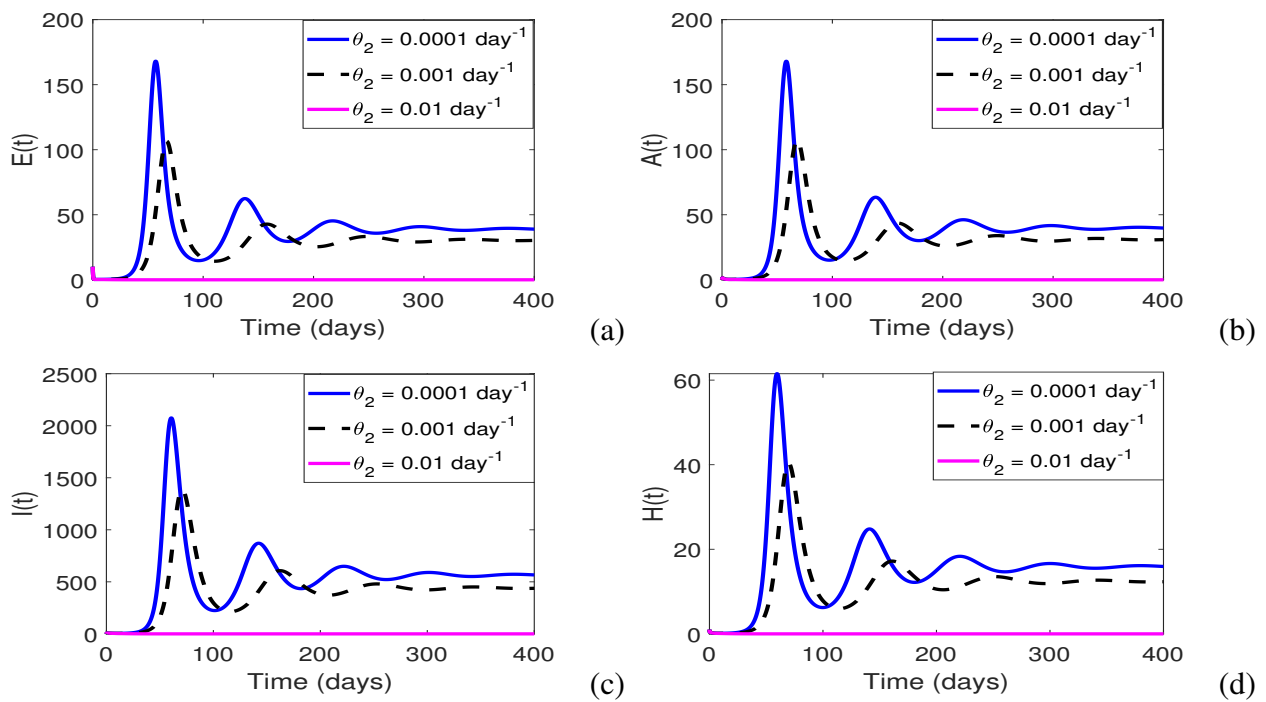 E(t)
200
150
100
50
0
0 100 200 300 400
Time (days)
θ₂ = 0.0001 day⁻¹
θ₂ = 0.001 day⁻¹
θ₂ = 0.01 day⁻¹
(a)
A(t)
200
150
100
50
0
0 100 200 300 400
Time (days)
θ₂ = 0.0001 day⁻¹
θ₂ = 0.001 day⁻¹
θ₂ = 0.01 day⁻¹
(b)
I(t)
2500
2000
1500
1000
500
0
0 100 200 300 400
Time (days)
θ₂ = 0.0001 day⁻¹
θ₂ = 0.001 day⁻¹
θ₂ = 0.01 day⁻¹
(c)
H(t)
60
40
20
0
0 100 200 300 400
Time (days)
θ₂ = 0.0001 day⁻¹
θ₂ = 0.001 day⁻¹
θ₂ = 0.01 day⁻¹
(d)